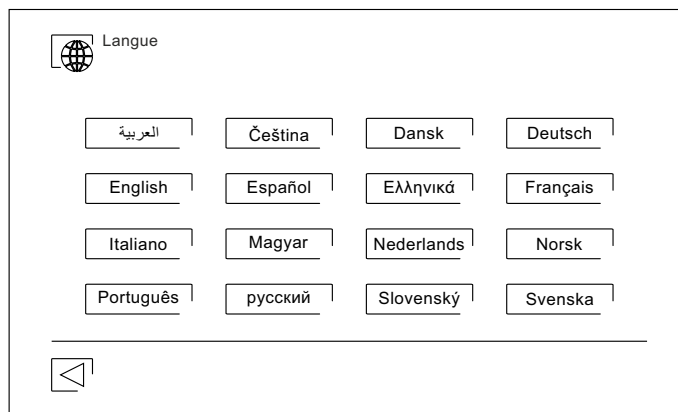 Langue
العربية Čeština Dansk Deutsch
English Español Ελληνικά Français
Italiano Magyar Nederlands Norsk
Português русский Slovenský Svenska